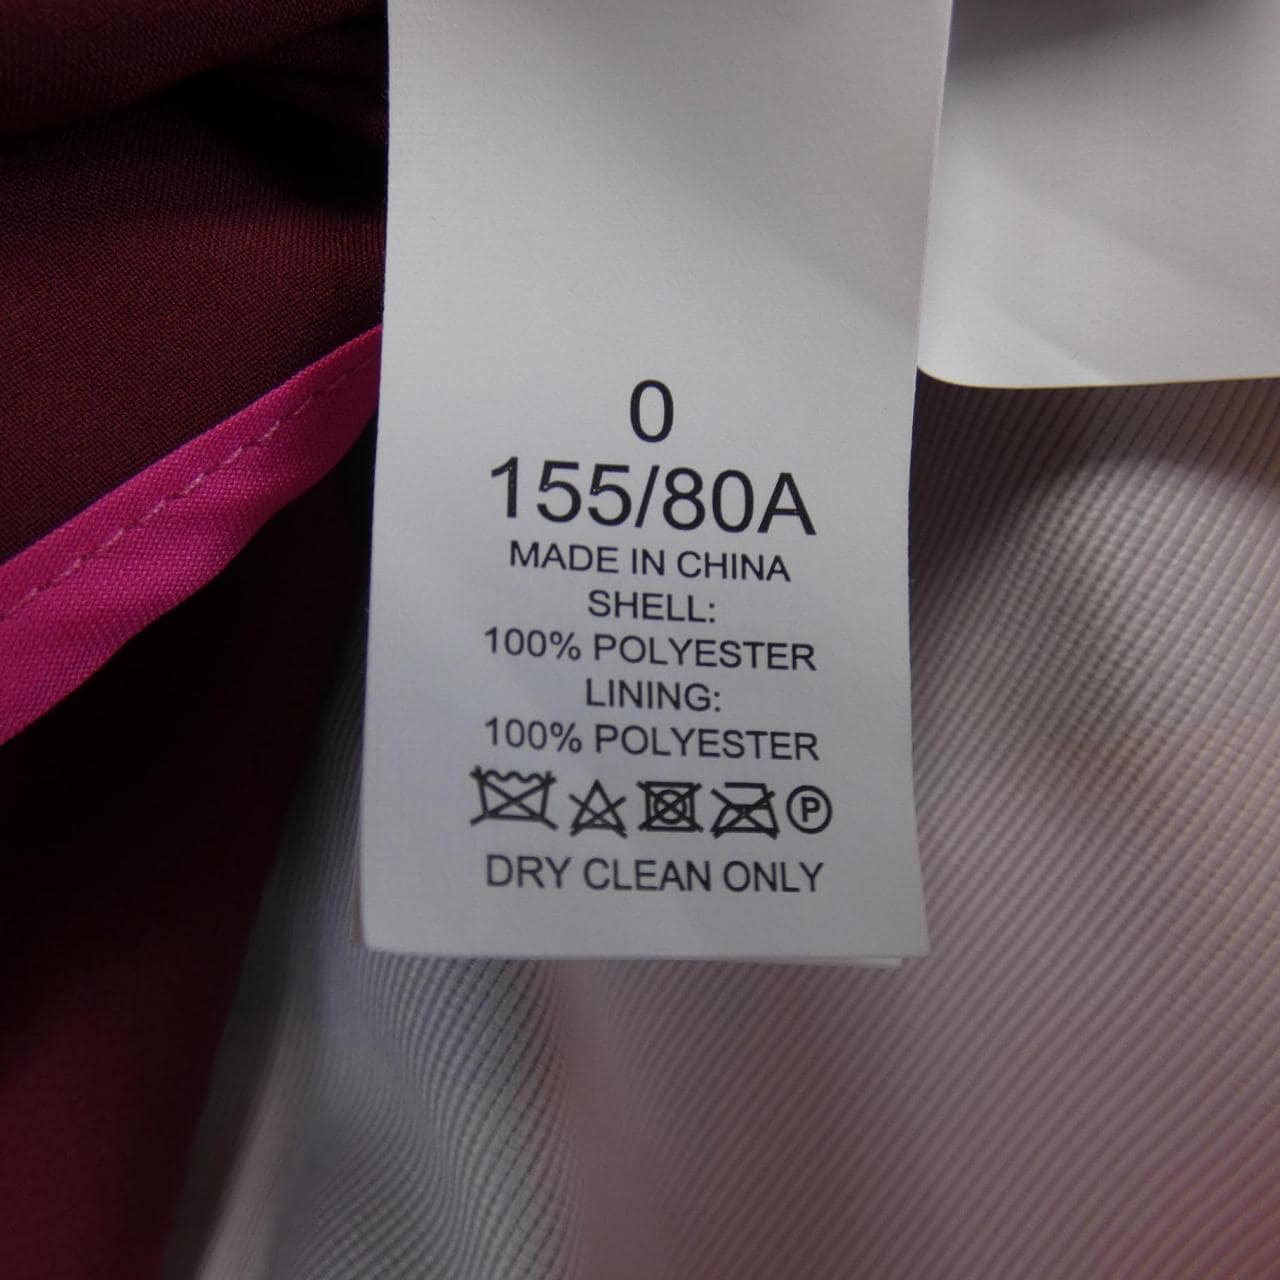 0
155/80A
MADE IN CHINA
SHELL:
100% POLYESTER
LINING:
100% POLYESTER
P
DRY CLEAN ONLY